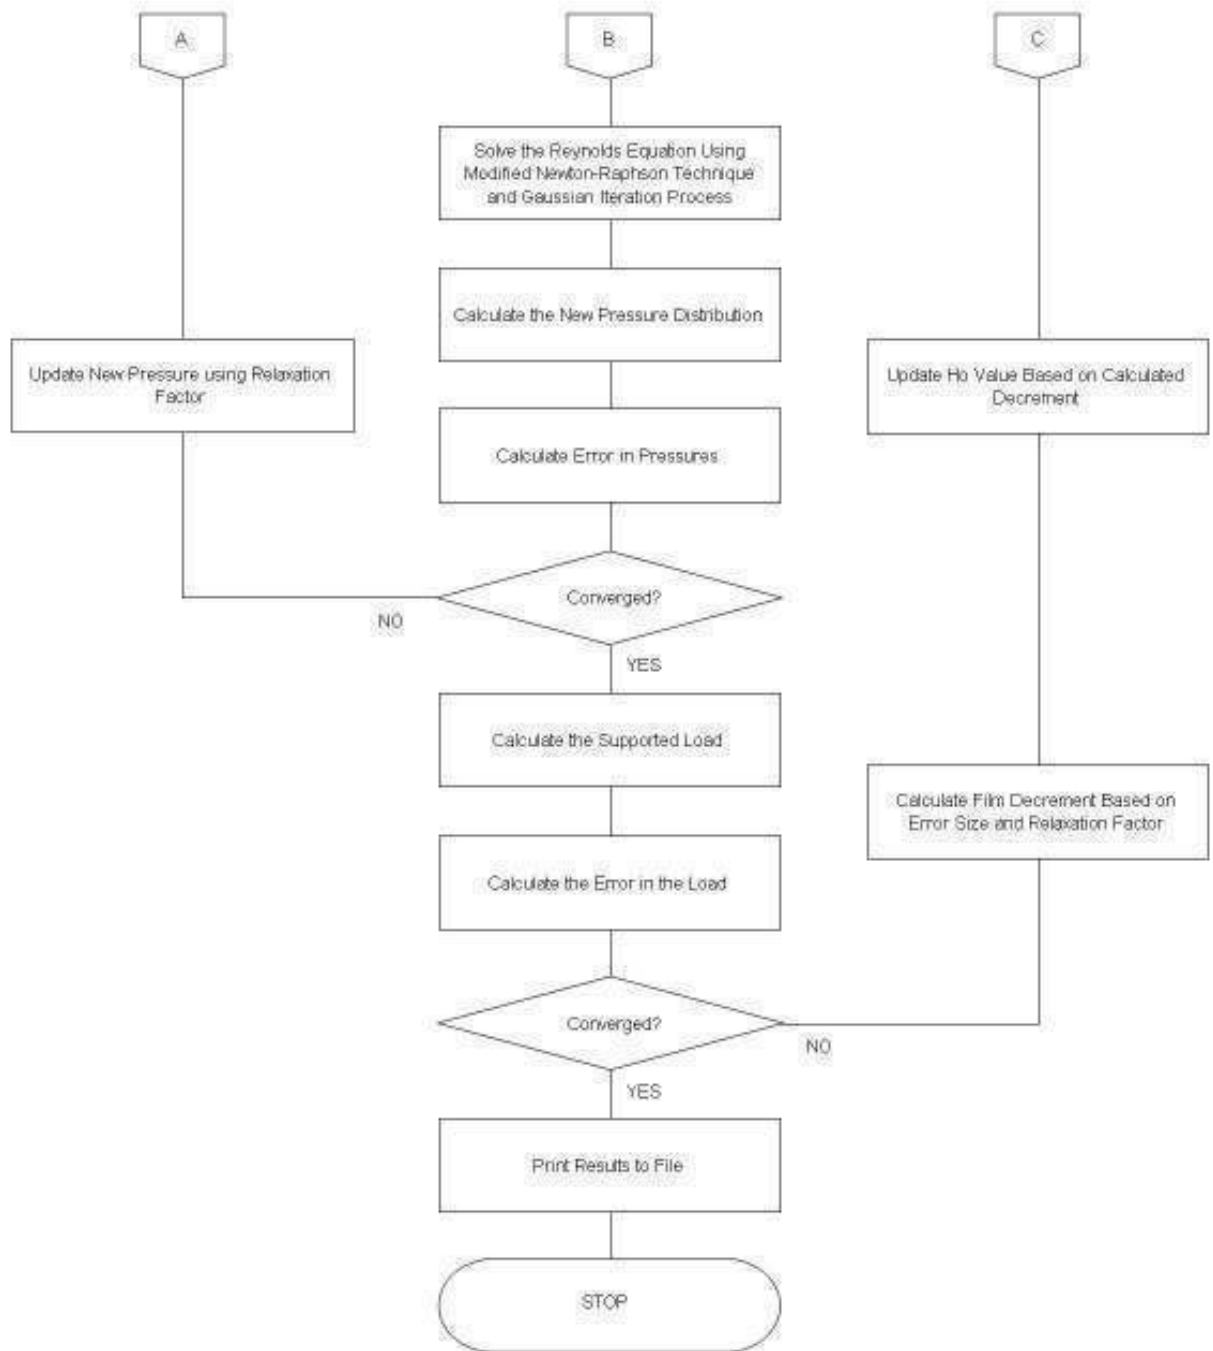 A
B
C
Solve the Reynolds Equation Using
Modified Newton-Raphson Technique
and Gaussian Iteration Process
Calculate the New Pressure Distribution
Update New Pressure using Relaxation
Factor
Update Ho Value Based on Calculated
Decrement
Calculate Error in Pressures
Converged?
NO
YES
Calculate the Supported Load
Calculate Film Decrement Based on
Error Size and Relaxation Factor
Calculate the Error in the Load
Converged?
NO
YES
Print Results to File
STOP